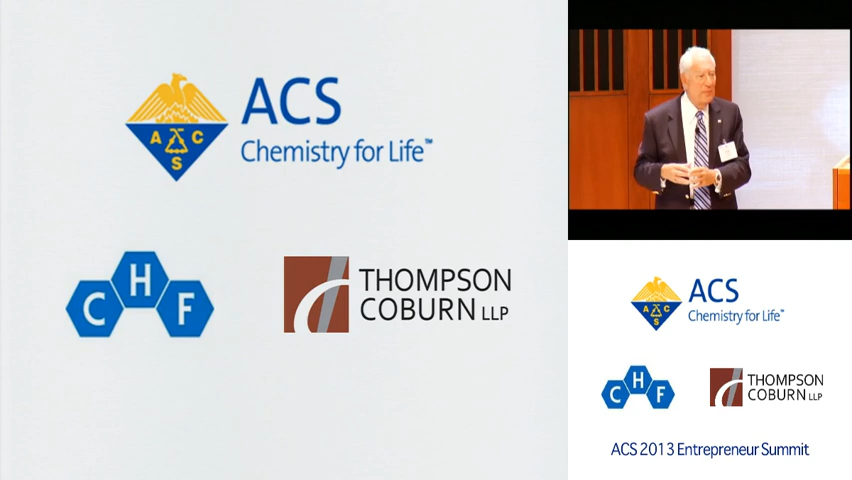 ACS
Chemistry for Life™
A C
S
C H F
THOMPSON
COBURN LLP
ACS
Chemistry for Life™
A C
S
C H F
THOMPSON
COBURN LLP
ACS 2013 Entrepreneur Summit